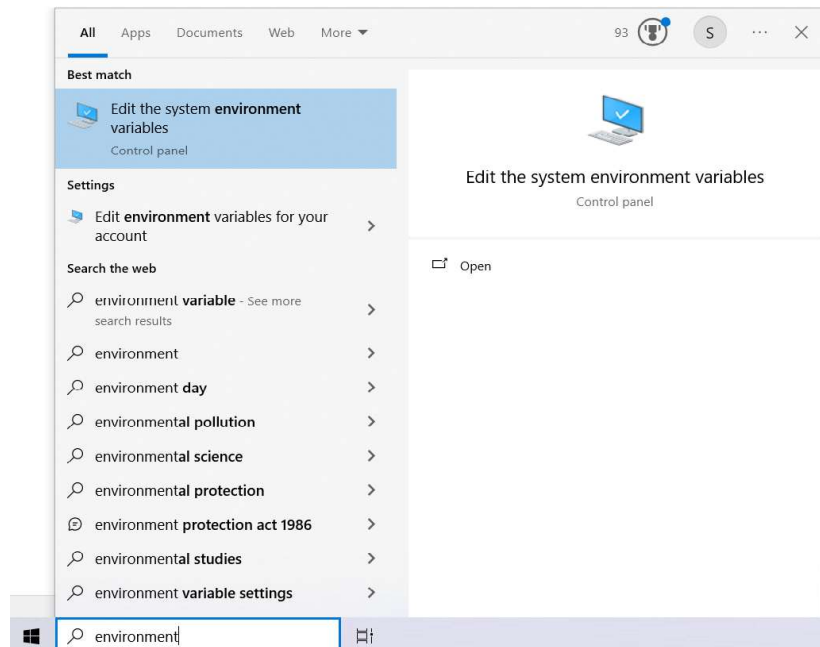 All Apps Documents Web More 93 S
Best match
Edit the system environment
variables
Control panel
Settings
Edit environment variables for your
account
Search the web
environment variable - See more
search results
environment
environment day
environmental pollution
environmental science
environmental protection
environment protection act 1986
environmental studies
environment variable settings
environment
Edit the system environment variables
Control panel
Open